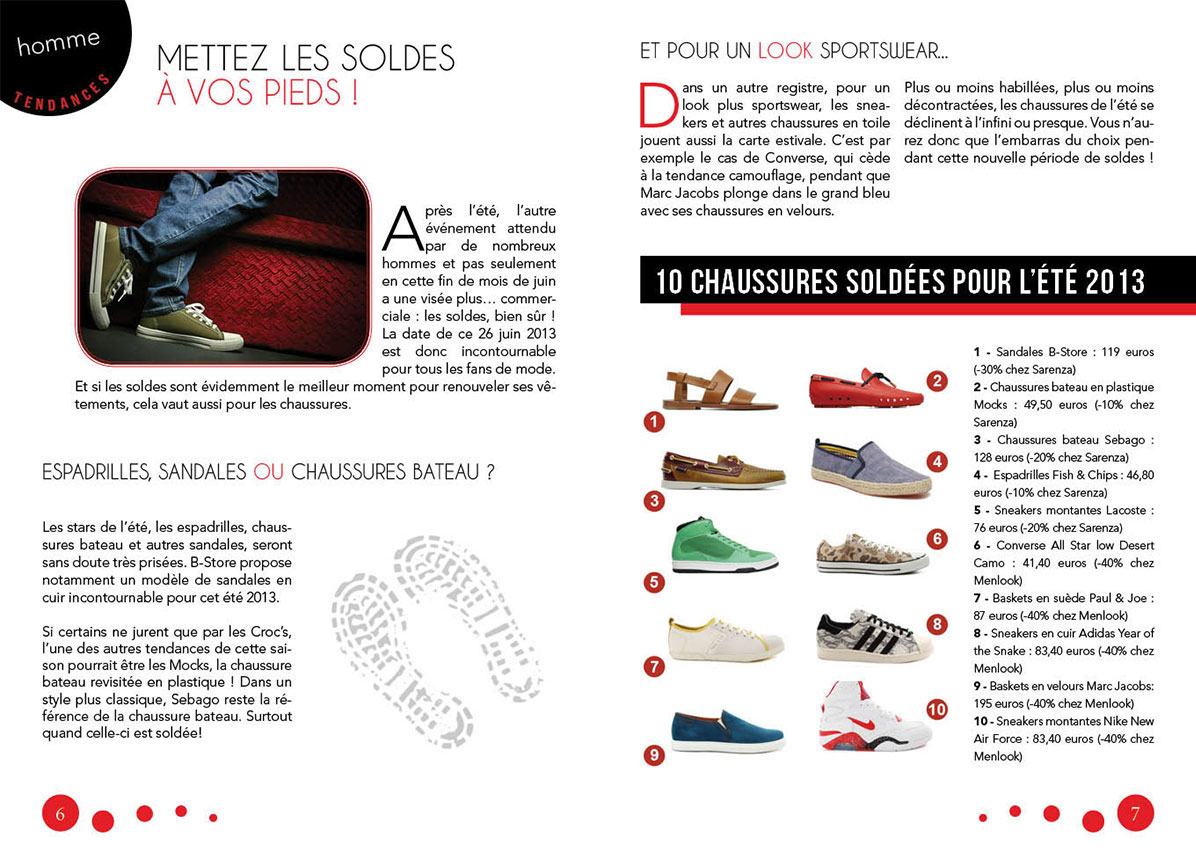 homme
TENDANCES
METTEZ LES SOLDES
À VOS PIEDS !
Après l'été, l'autre
événement attendu
par de nombreux
hommes et pas seulement
en cette fin de mois de juin
a une visée plus… commer-
ciale : les soldes, bien sûr !
La date de ce 26 juin 2013
est donc incontournable
pour tous les fans de mode.
Et si les soldes sont évidemment le meilleur moment pour renouveler ses vê-
tements, cela vaut aussi pour les chaussures.
ESPADRILLES, SANDALES OU CHAUSSURES BATEAU ?
Les stars de l'été, les espadrilles, chaus-
sures bateau et autres sandales, seront
sans doute très prisées. B-Store propose
notamment un modèle de sandales en
cuir incontournable pour cet été 2013.
Si certains ne jurent que par les Croc's,
l'une des autres tendances de cette sai-
son pourrait être les Mocks, la chaussure
bateau revisitée en plastique ! Dans un
style plus classique, Sebago reste la ré-
férence de la chaussure bateau. Surtout
quand celle-ci est soldée!
6
ET POUR UN LOOK SPORTSWEAR...
Dans un autre registre, pour un
look plus sportswear, les snea-
kers et autres chaussures en toile
jouent aussi la carte estivale. C'est par
exemple le cas de Converse, qui cède
à la tendance camouflage, pendant que
Marc Jacobs plonge dans le grand bleu
avec ses chaussures en velours.
Plus ou moins habillées, plus ou moins
décontractées, les chaussures de l'été se
déclinent à l'infini ou presque. Vous n'au-
rez donc que l'embarras du choix pen-
dant cette nouvelle période de soldes !
10 CHAUSSURES SOLDÉES POUR L'ÉTÉ 2013
1
2
3
4
5
6
7
8
9
10
1 - Sandales B-Store : 119 euros
(-30% chez Sarenza)
2 - Chaussures bateau en plastique
Mocks : 49,50 euros (-10% chez
Sarenza)
3 - Chaussures bateau Sebago :
128 euros (-20% chez Sarenza)
4 - Espadrilles Fish & Chips : 46,80
euros (-10% chez Sarenza)
5 - Sneakers montantes Lacoste :
76 euros (-20% chez Sarenza)
6 - Converse All Star low Desert
Camo : 41,40 euros (-40% chez
Menlook)
7 - Baskets en suède Paul & Joe :
87 euros (-40% chez Menlook)
8 - Sneakers en cuir Adidas Year of
the Snake : 83,40 euros (-40% chez
Menlook)
9 - Baskets en velours Marc Jacobs:
195 euros (-40% chez Menlook)
10 - Sneakers montantes Nike New
Air Force : 83,40 euros (-40% chez
Menlook)
7